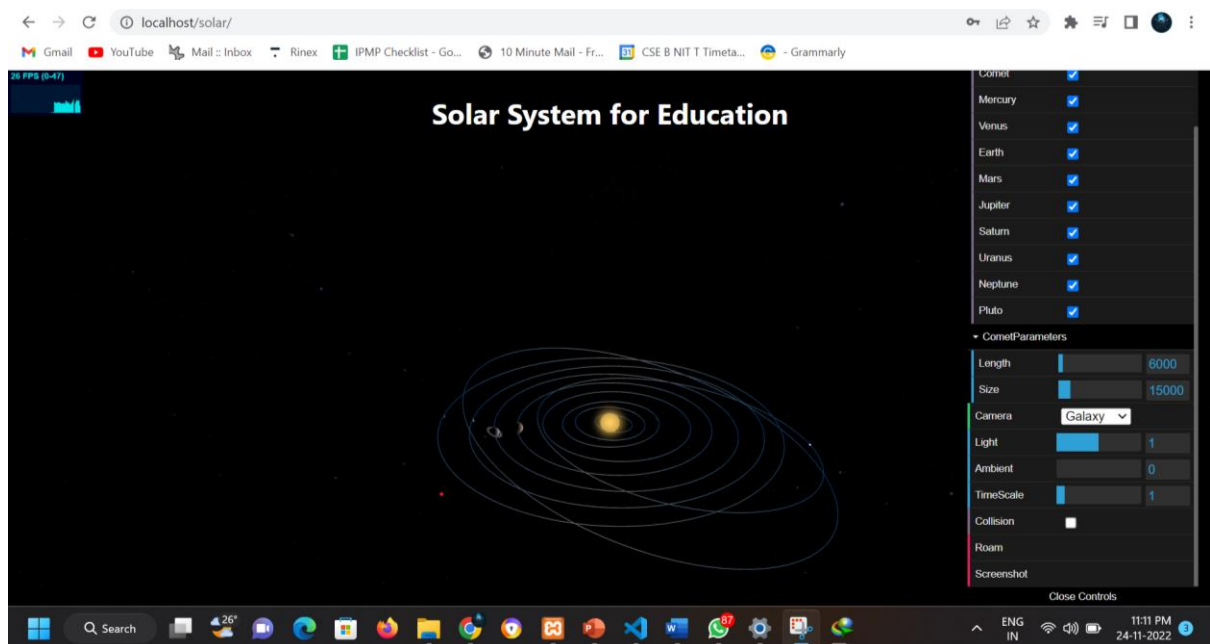 localhost/solar/
Gmail YouTube Mail :: Inbox Rinex IPMP Checklist - Go... 10 Minute Mail - Fr... CSE B NIT T Timeta... - Grammarly
26 FPS (0-47)
Solar System for Education
Comet
Mercury
Venus
Earth
Mars
Jupiter
Saturn
Uranus
Neptune
Pluto
CometParameters
Length 6000
Size 15000
Camera Galaxy
Light 1
Ambient 0
TimeScale 1
Collision
Roam
Screenshot
Close Controls
Search 26° 87 ENG 11:11 PM 3
IN 24-11-2022